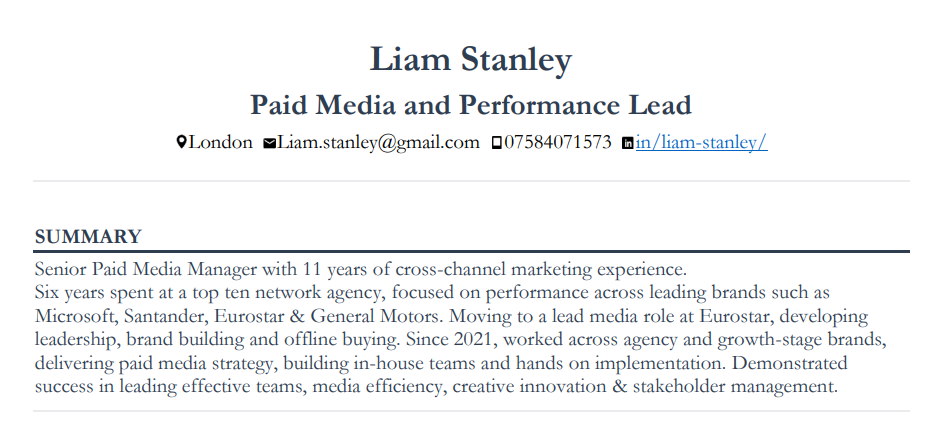 Liam Stanley
Paid Media and Performance Lead
London Liam.stanley@gmail.com 07584071573 in/liam-stanley/
SUMMARY
Senior Paid Media Manager with 11 years of cross-channel marketing experience.
Six years spent at a top ten network agency, focused on performance across leading brands such as
Microsoft, Santander, Eurostar & General Motors. Moving to a lead media role at Eurostar, developing
leadership, brand building and offline buying. Since 2021, worked across agency and growth-stage brands,
delivering paid media strategy, building in-house teams and hands on implementation. Demonstrated
success in leading effective teams, media efficiency, creative innovation & stakeholder management.